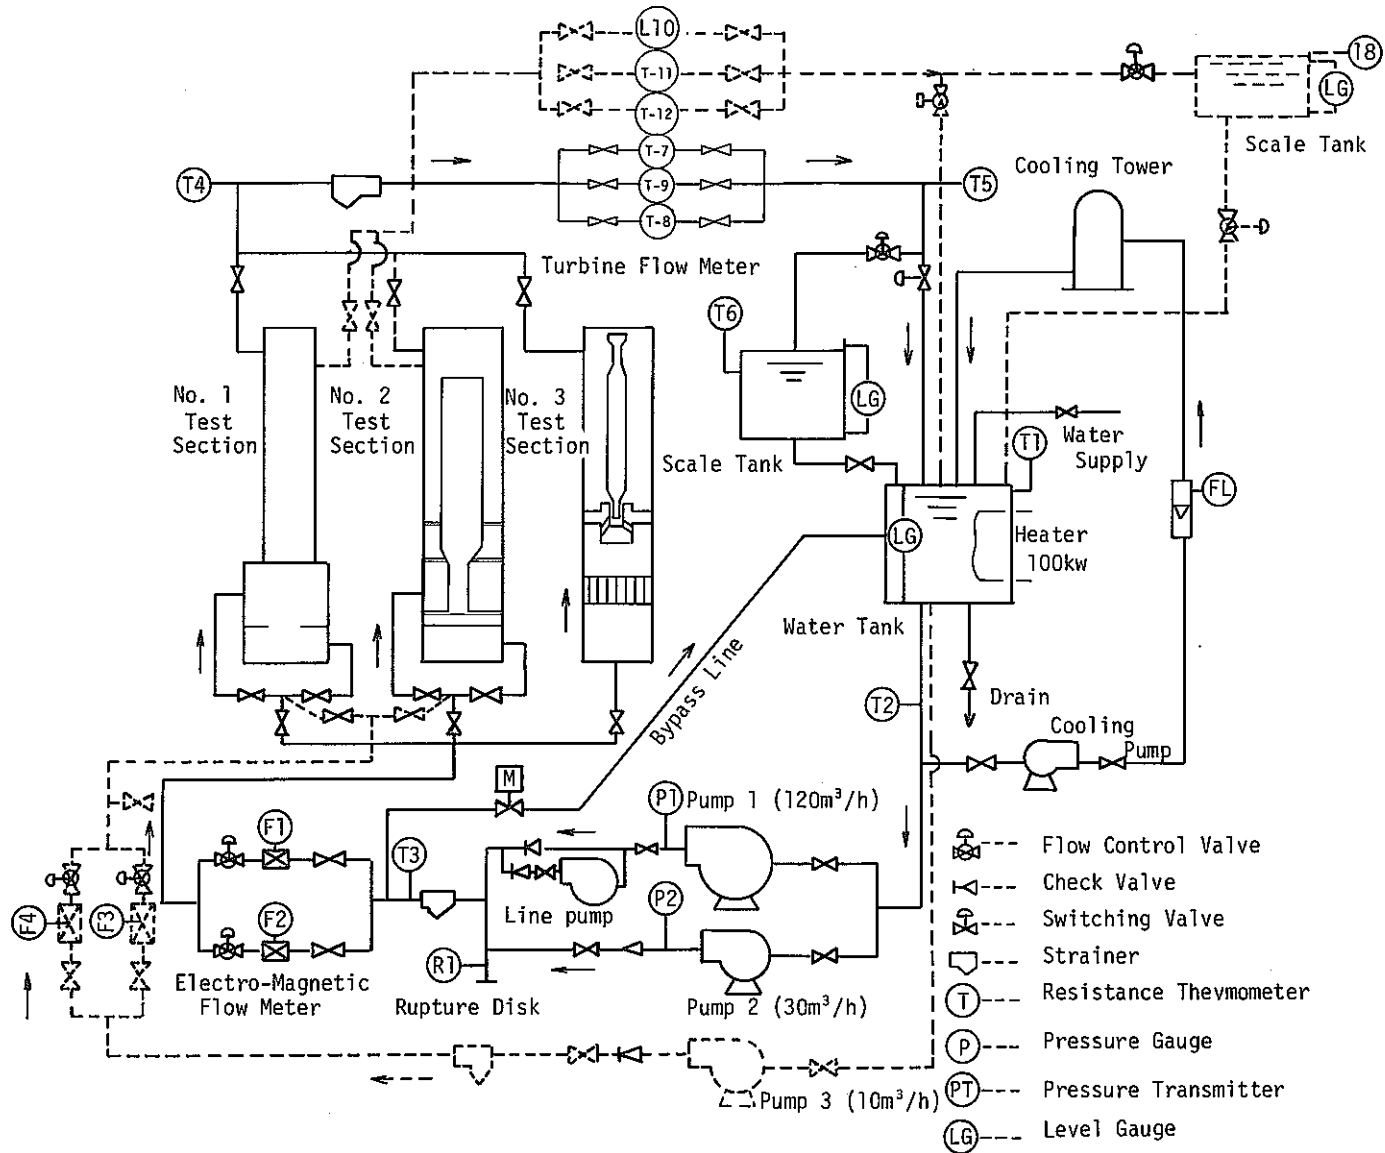 L10
T-11
T-12
T-7
T-9
T-8
T4
T5
T8
LG
Scale Tank
Cooling Tower
Turbine Flow Meter
T6
LG
Scale Tank
No. 1
Test
Section
No. 2
Test
Section
No. 3
Test
Section
Water
Supply
T1
FL
LG
Heater
100kw
Water Tank
Bypass Line
T2
Drain
Cooling
Pump
M
P1
Pump 1 (120m³/h)
F1
T3
Line pump
P2
F4
F3
F2
R1
Electro-Magnetic
Flow Meter
Rupture Disk
Pump 2 (30m³/h)
Pump 3 (10m³/h)
Flow Control Valve
Check Valve
Switching Valve
Strainer
T
Resistance Thevmometer
P
Pressure Gauge
PT
Pressure Transmitter
LG
Level Gauge